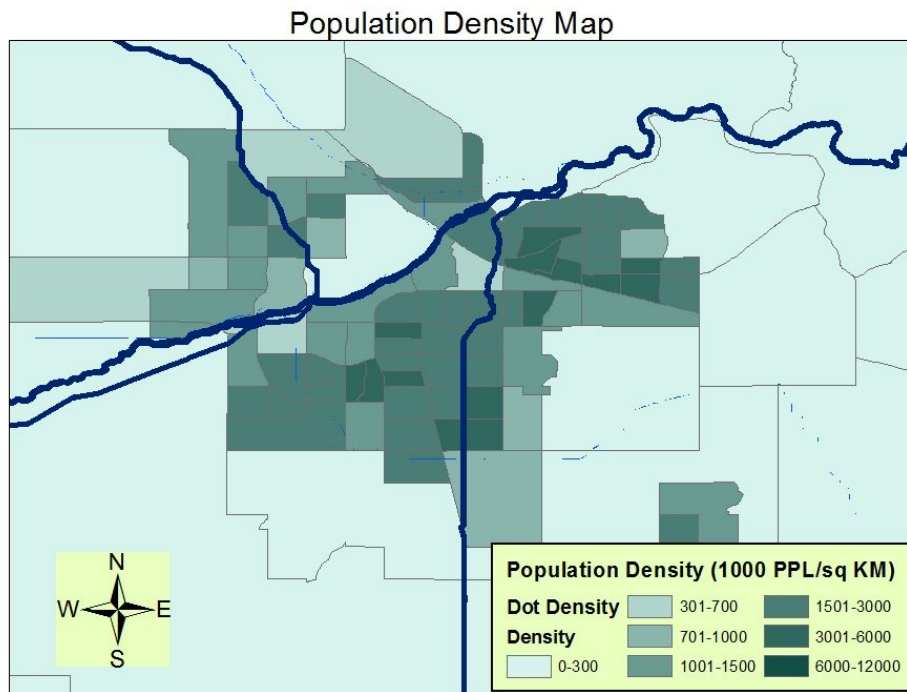 Population Density Map
N
W E
S
Population Density (1000 PPL/sq KM)
Dot Density
Density
0-300
301-700
701-1000
1001-1500
1501-3000
3001-6000
6000-12000